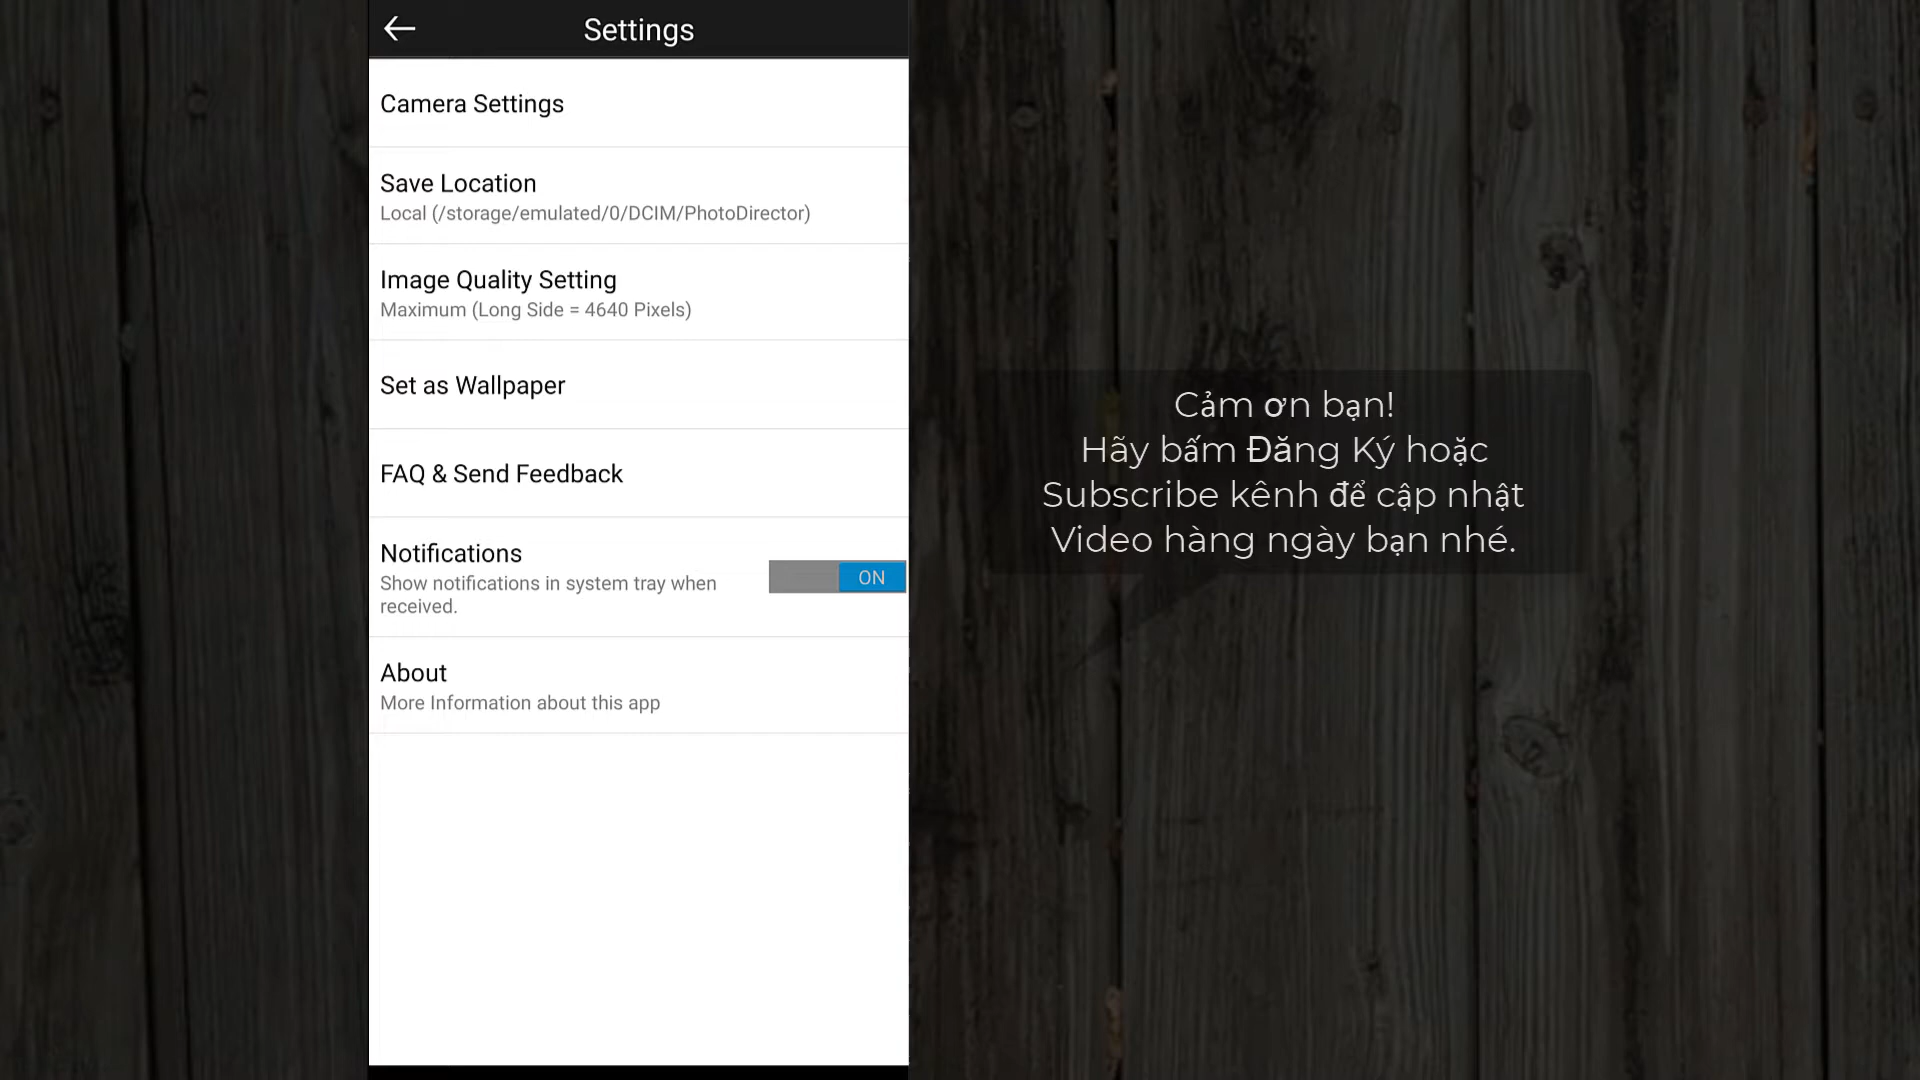 Settings
Camera Settings
Save Location
Local (/storage/emulated/0/DCIM/PhotoDirector)
Image Quality Setting
Maximum (Long Side = 4640 Pixels)
Set as Wallpaper
FAQ & Send Feedback
Notifications
Show notifications in system tray when
received.
ON
About
More Information about this app
Cảm ơn bạn!
Hãy bấm Đăng Ký hoặc
Subscribe kênh để cập nhật
Video hàng ngày bạn nhé.